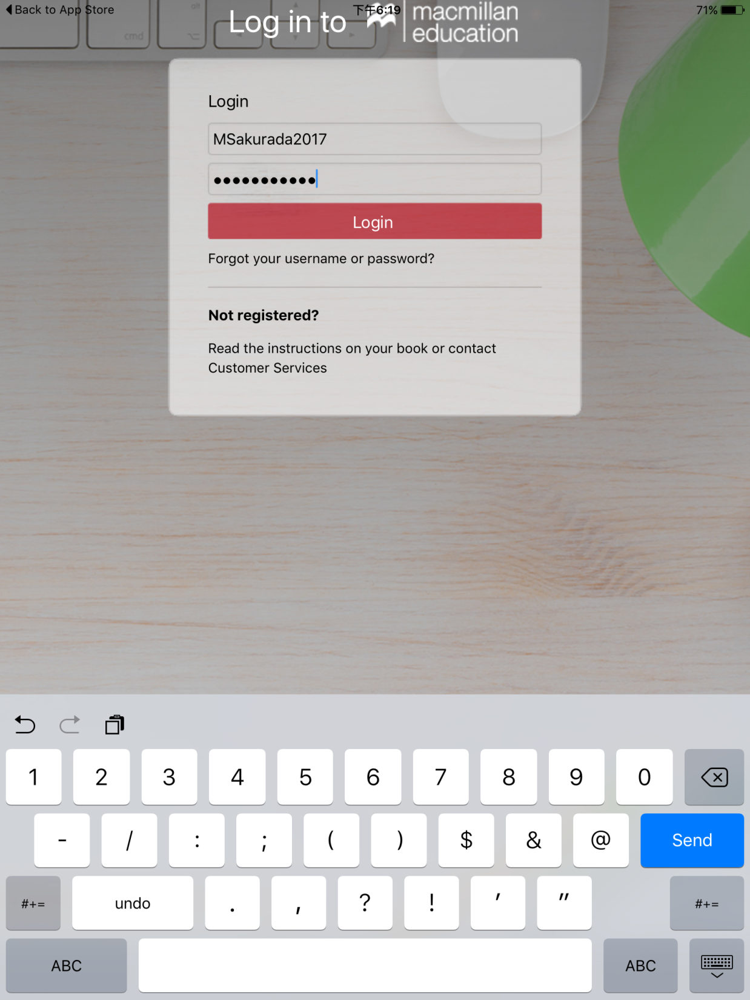 Back to App Store
下午6:19
71%
cmd
alt
Log in to
macmillan
education
Login
MSakurada2017
•••••••••••
Login
Forgot your username or password?
Not registered?
Read the instructions on your book or contact
Customer Services
1 2 3 4 5 6 7 8 9 0
- / : ; ( ) $ & @ Send
#+= undo . , ? ! ' " #+=
ABC ABC